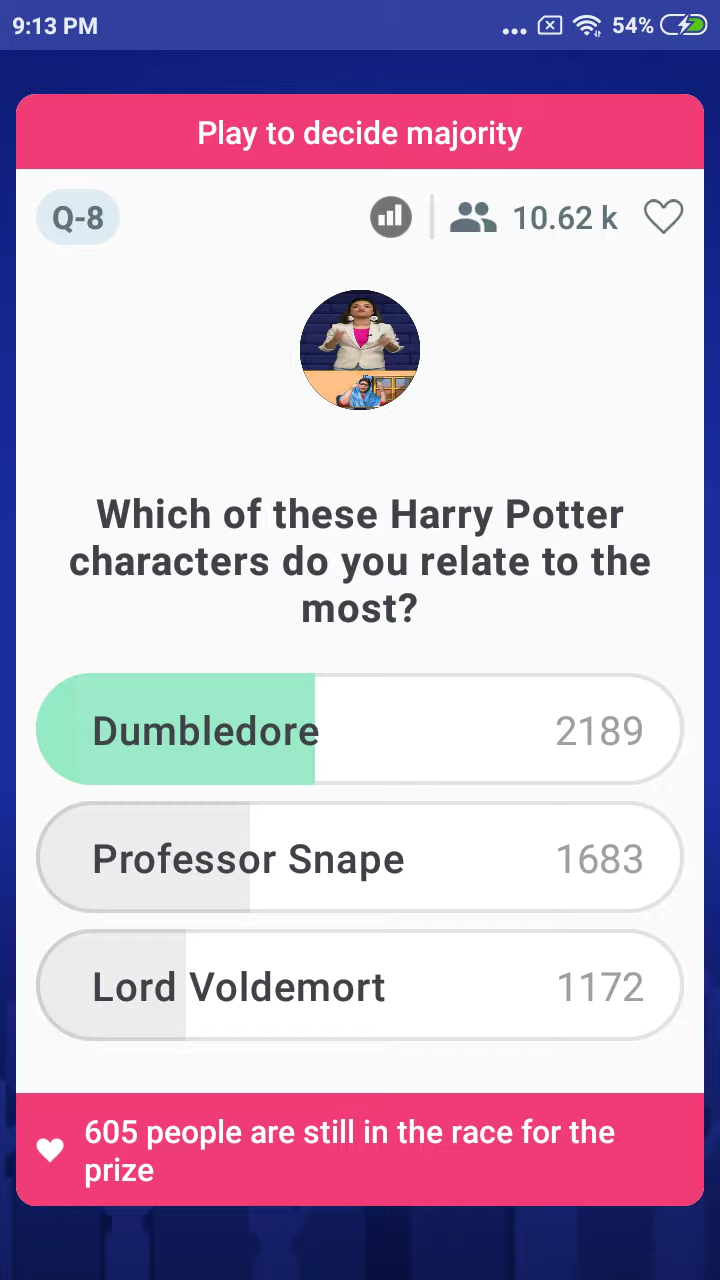 9:13 PM
54%
Play to decide majority
Q-8
10.62 k
Which of these Harry Potter
characters do you relate to the
most?
Dumbledore 2189
Professor Snape 1683
Lord Voldemort 1172
605 people are still in the race for the
prize